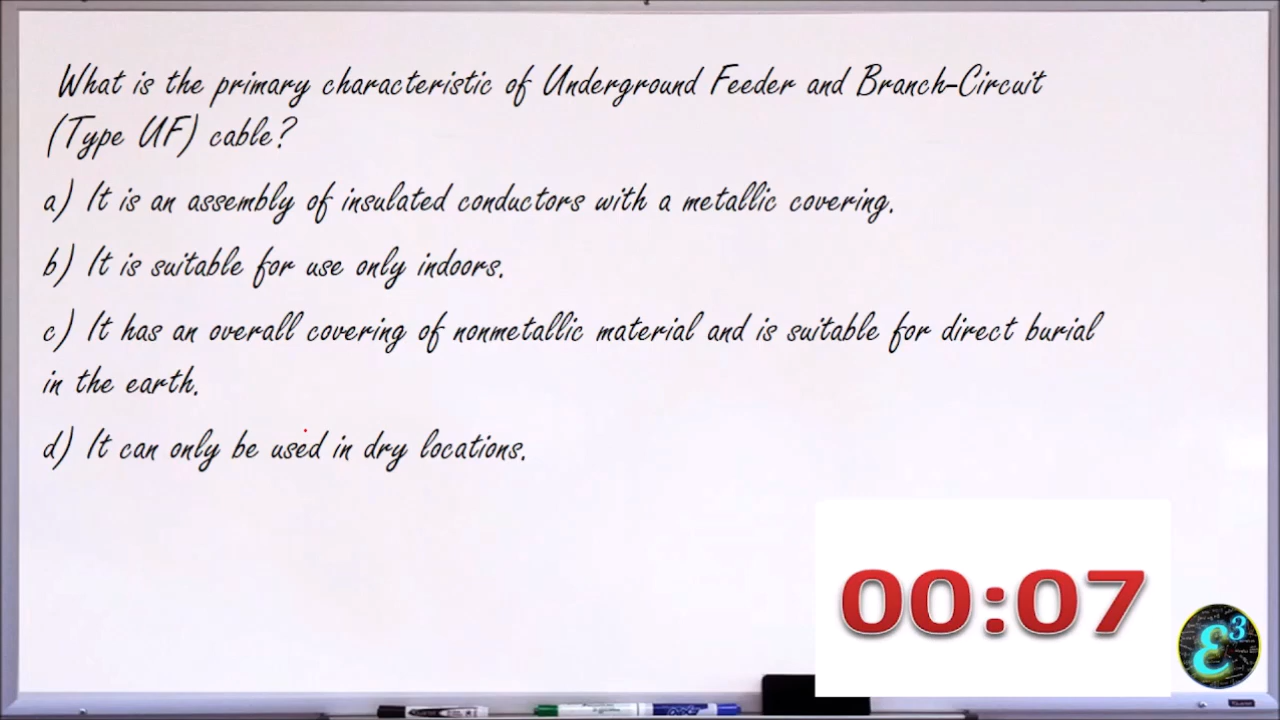 What is the primary characteristic of Underground Feeder and Branch-Circuit
(Type UF) cable?
a) It is an assembly of insulated conductors with a metallic covering.
b) It is suitable for use only indoors.
c) It has an overall covering of nonmetallic material and is suitable for direct burial
in the earth.
d) It can only be used in dry locations.
00:07
ε3